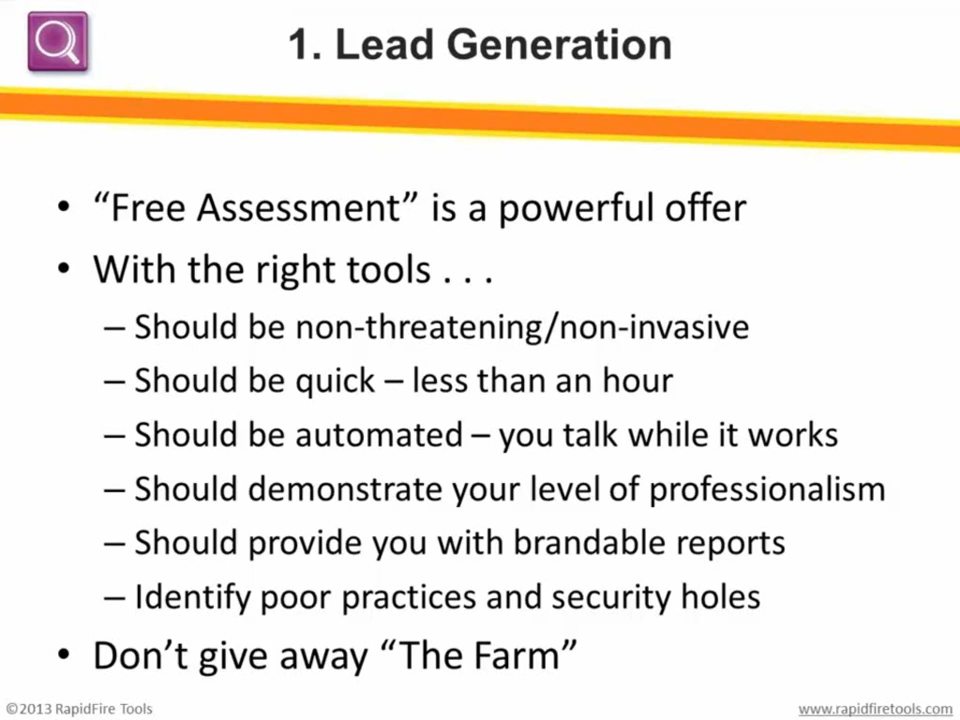 1. Lead Generation
• “Free Assessment” is a powerful offer
• With the right tools . . .
– Should be non-threatening/non-invasive
– Should be quick – less than an hour
– Should be automated – you talk while it works
– Should demonstrate your level of professionalism
– Should provide you with brandable reports
– Identify poor practices and security holes
• Don’t give away “The Farm”
©2013 RapidFire Tools
www.rapidfiretools.com